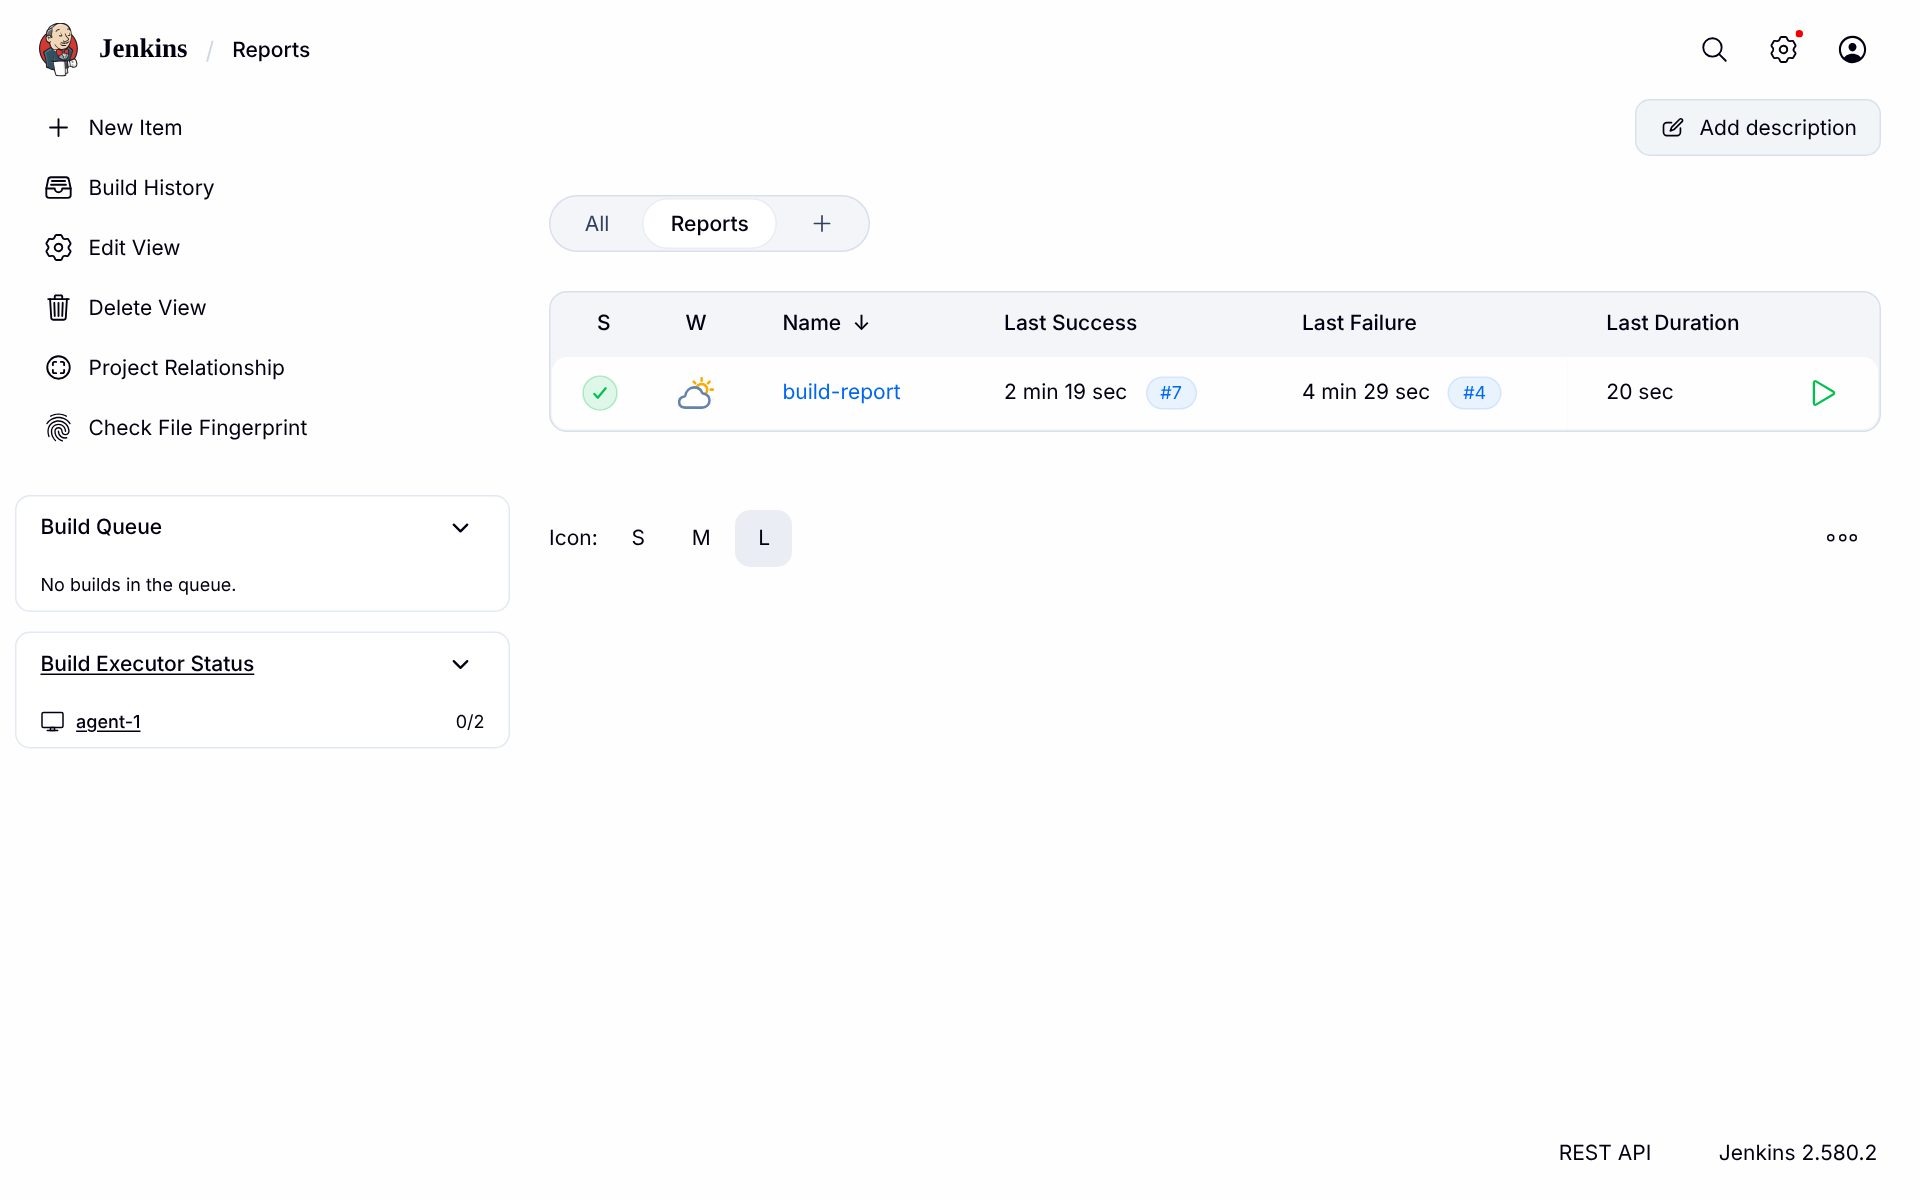 Jenkins / Reports
New Item
Build History
Edit View
Delete View
Project Relationship
Check File Fingerprint
Build Queue
No builds in the queue.
Build Executor Status
agent-1 0/2
Add description
All Reports
S W Name Last Success Last Failure Last Duration
build-report 2 min 19 sec #7 4 min 29 sec #4 20 sec
Icon: S M L
REST API Jenkins 2.580.2